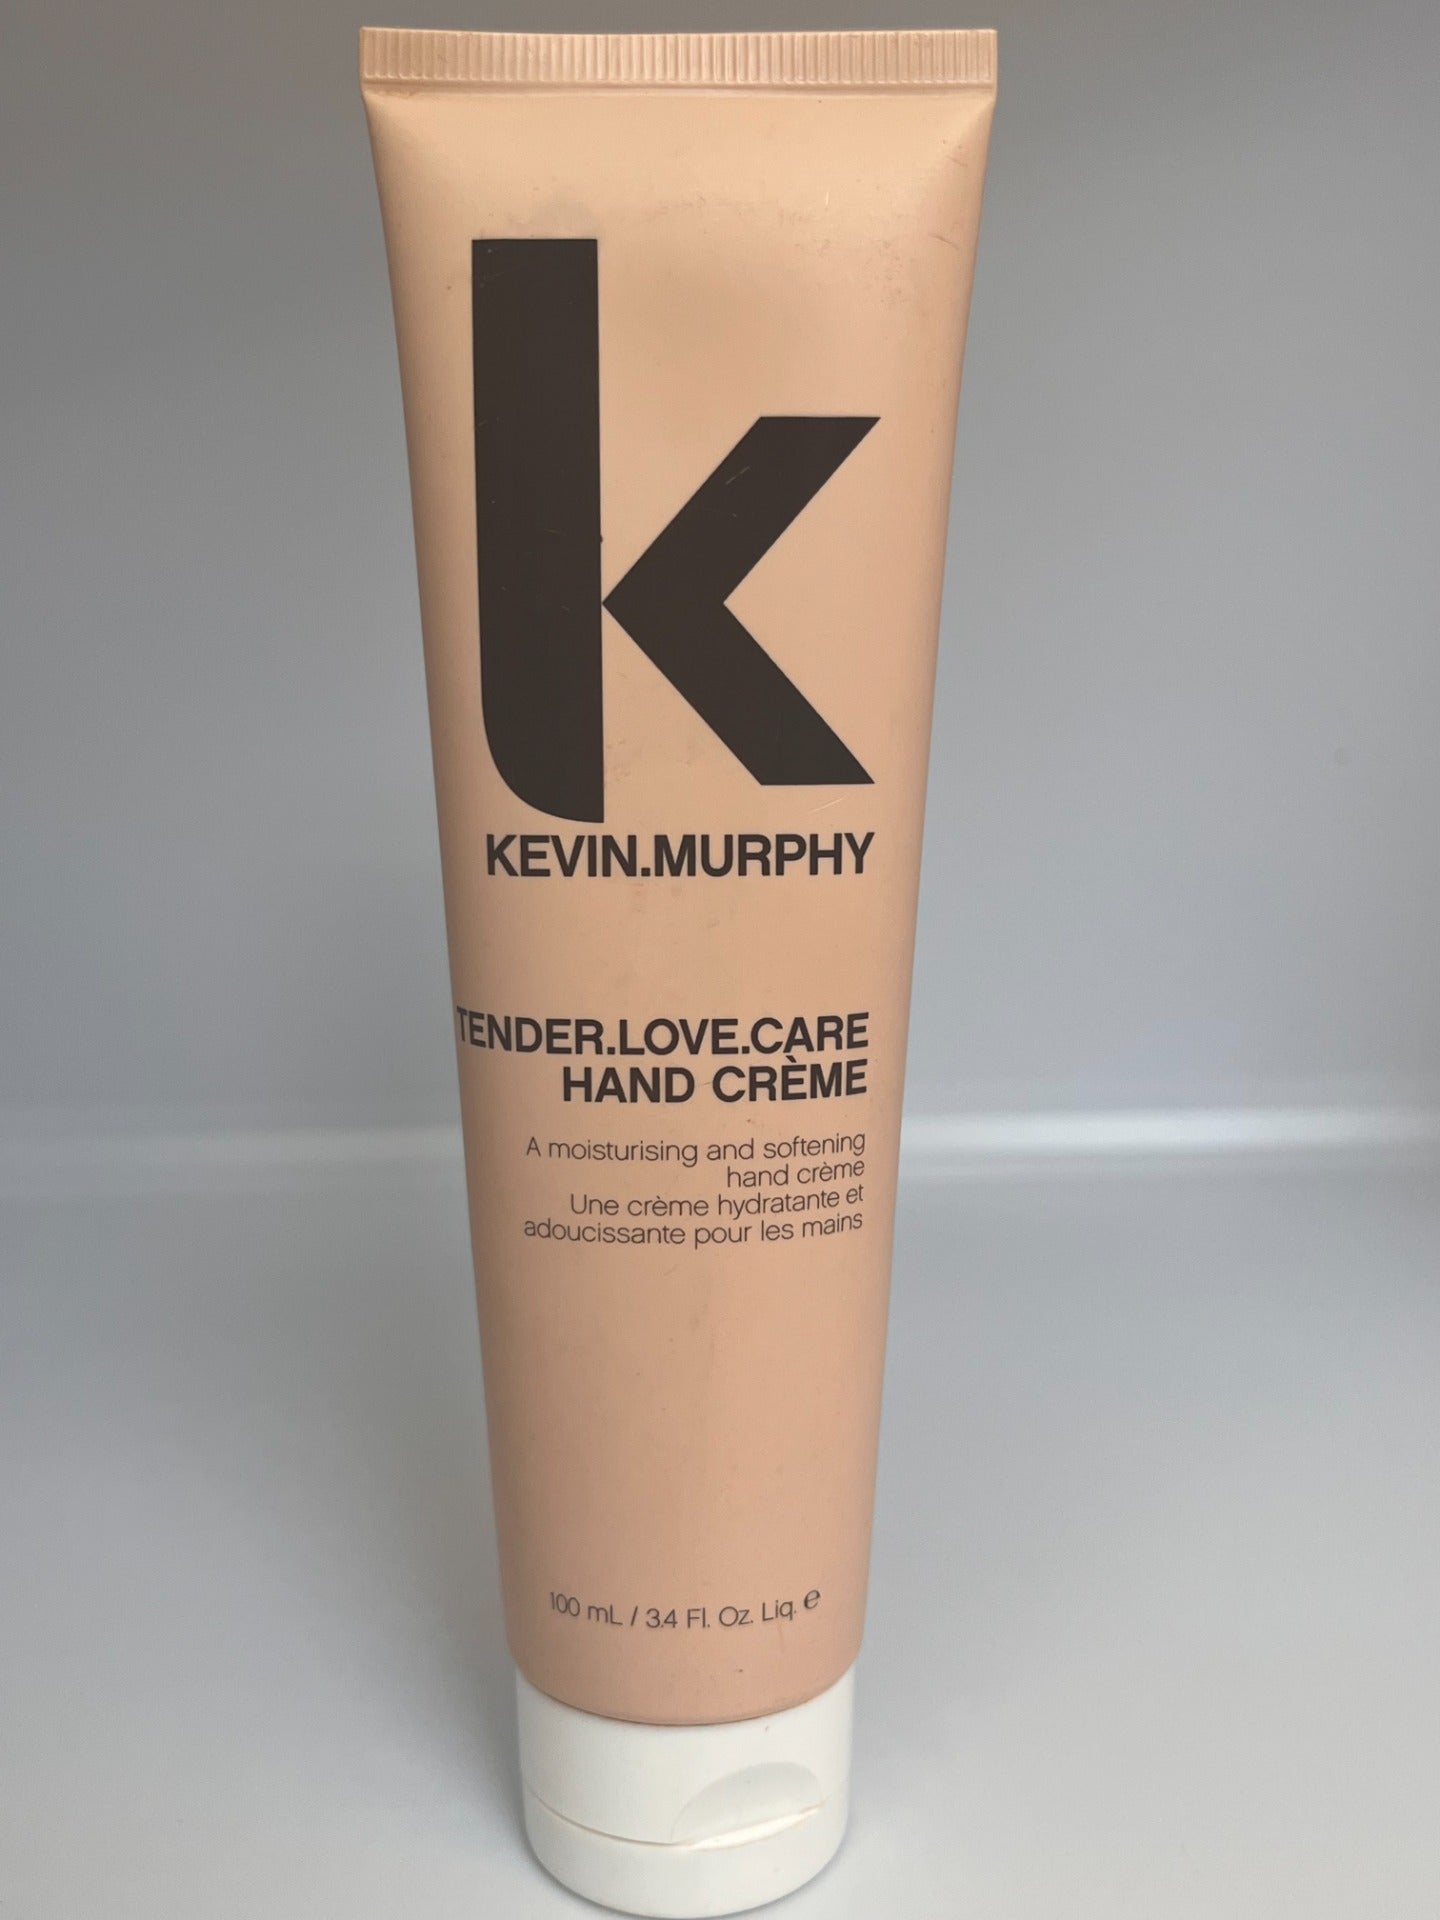 k
KEVIN.MURPHY
TENDER.LOVE.CARE
HAND CRÈME
A moisturising and softening
hand crème
Une crème hydratante et
adoucissante pour les mains
100 mL / 3.4 Fl. Oz. Liq. ℮